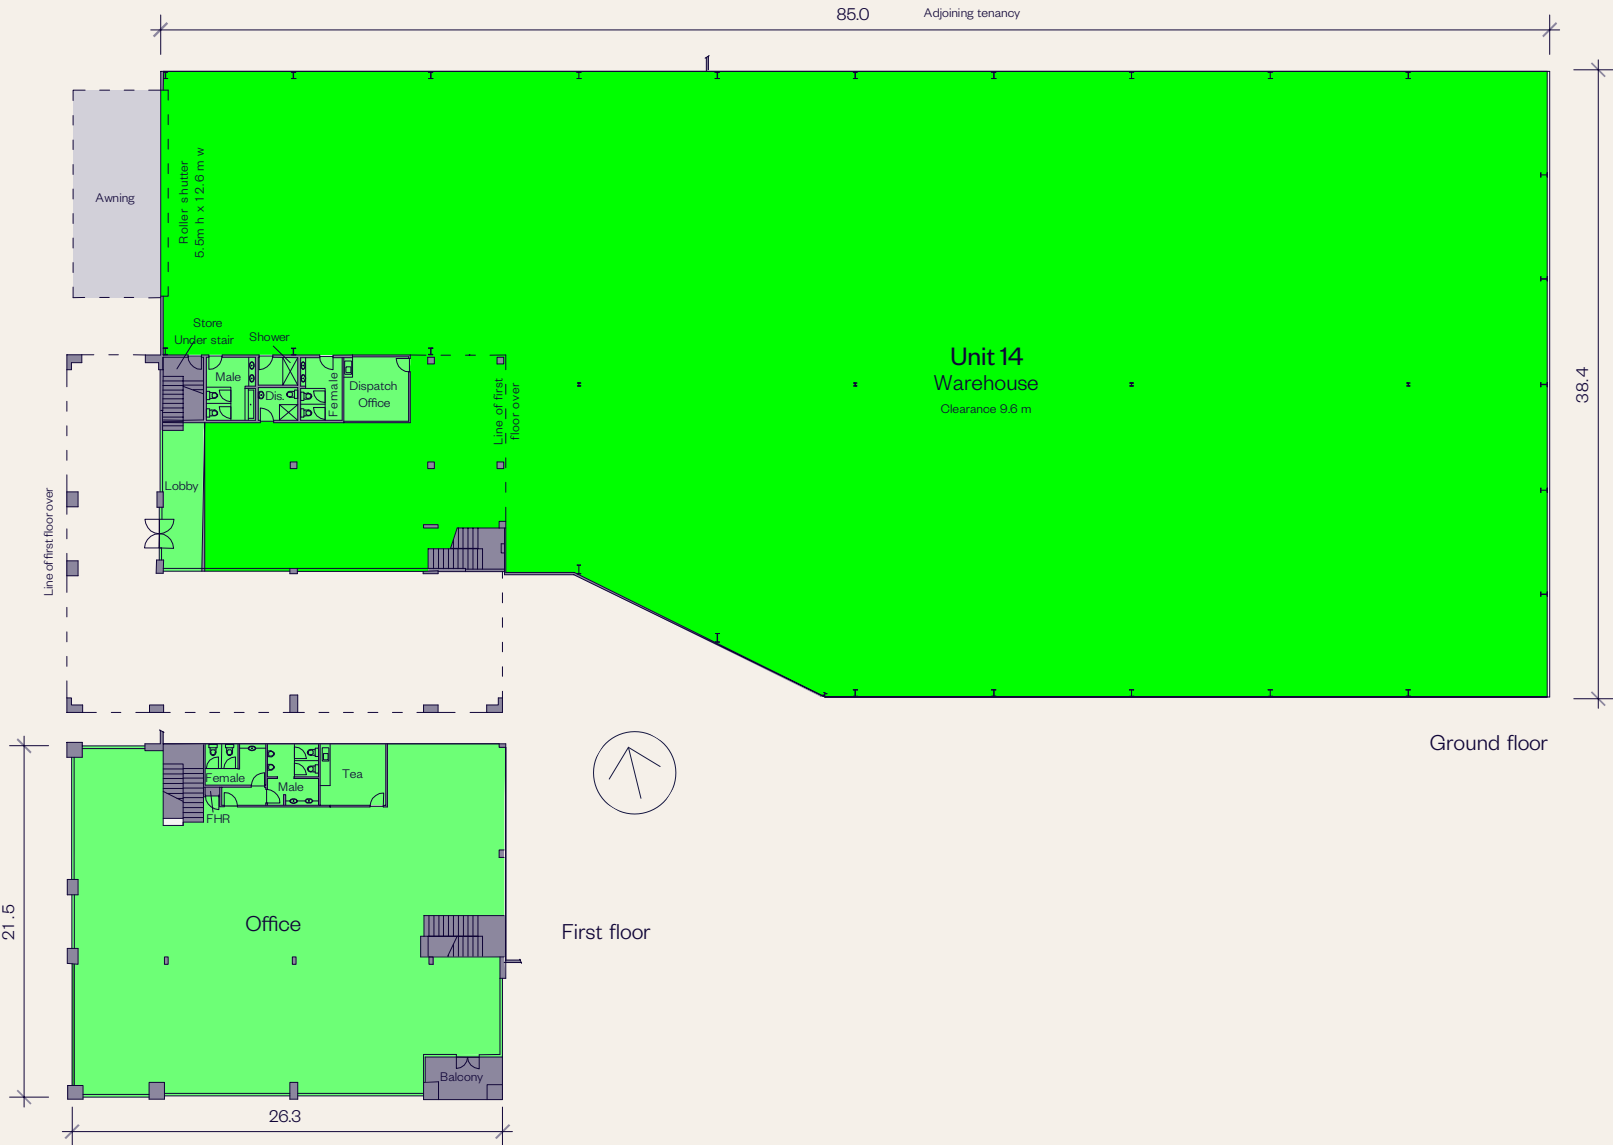 85.0
Adjoining tenancy
Awning
Roller shutter
5.5m h x 12.6 m w
Store
Under stair
Shower
Male
Dis.
Female
Dispatch
Office
Line of first
floor over
Unit 14
Warehouse
Clearance 9.6 m
38.4
Lobby
Line of first floor over
Ground floor
Female
Male
Tea
FHR
Office
First floor
21.5
Balcony
26.3